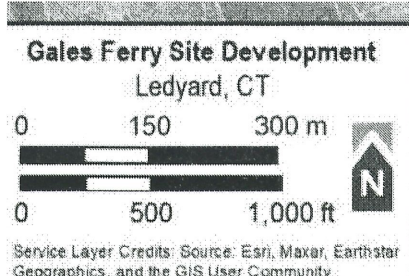 Gales Ferry Site Development
Ledyard, CT
0 150 300 m
N
0 500 1,000 ft
Service Layer Credits: Source: Esri, Maxar, Earthstar
Geographics, and the GIS User Community